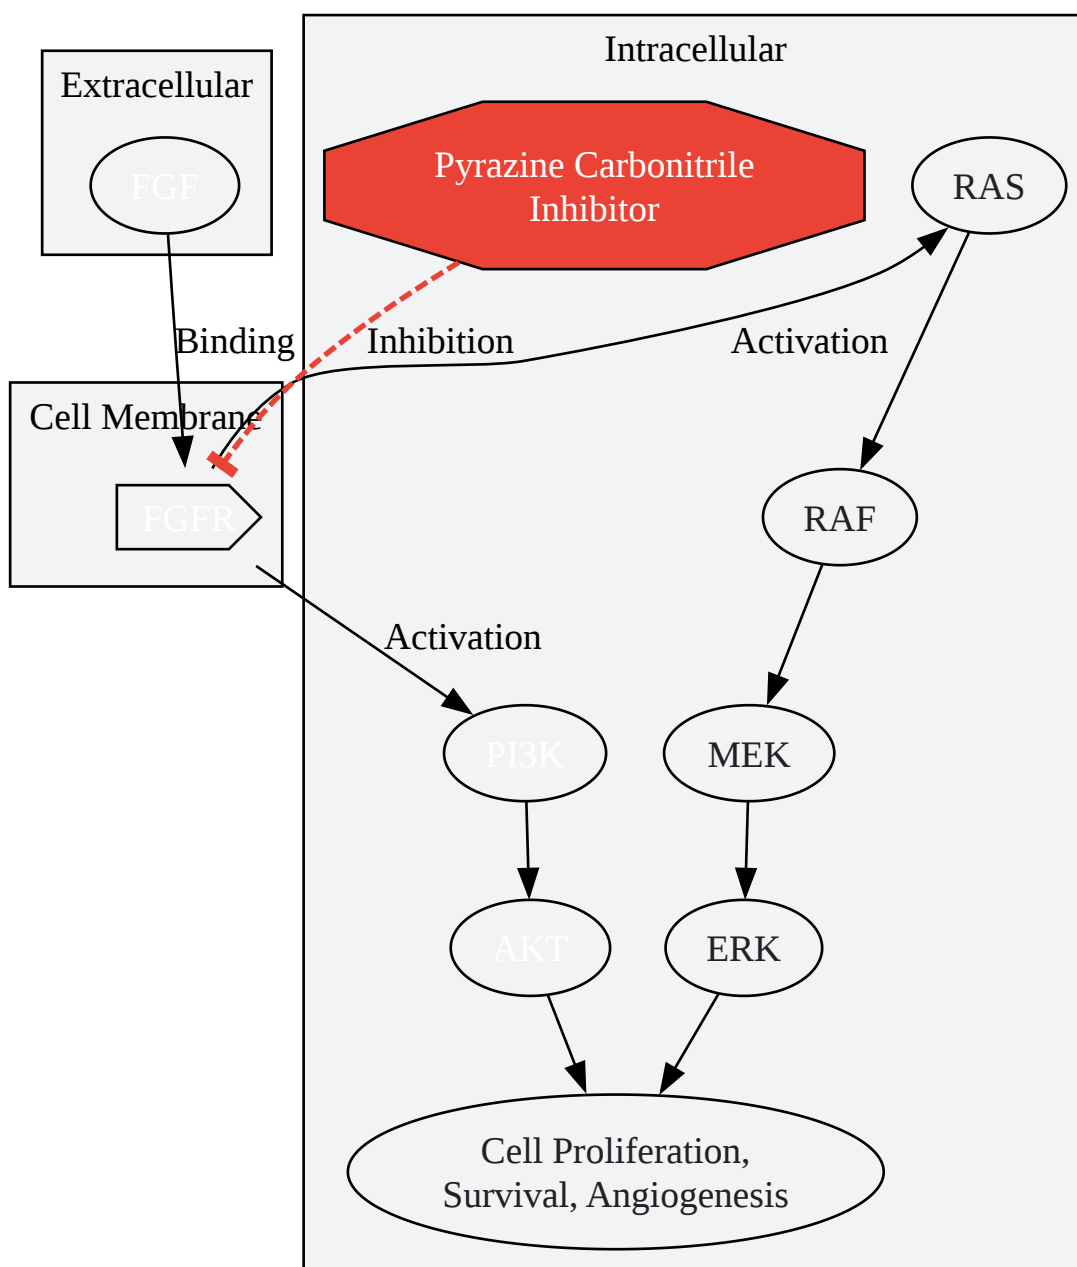 Intracellular
Extracellular
FGF
Pyrazine Carbonitrile
Inhibitor
RAS
Binding
Inhibition
Activation
Cell Membrane
FGFR
RAF
Activation
PI3K
MEK
AKT
ERK
Cell Proliferation,
Survival, Angiogenesis